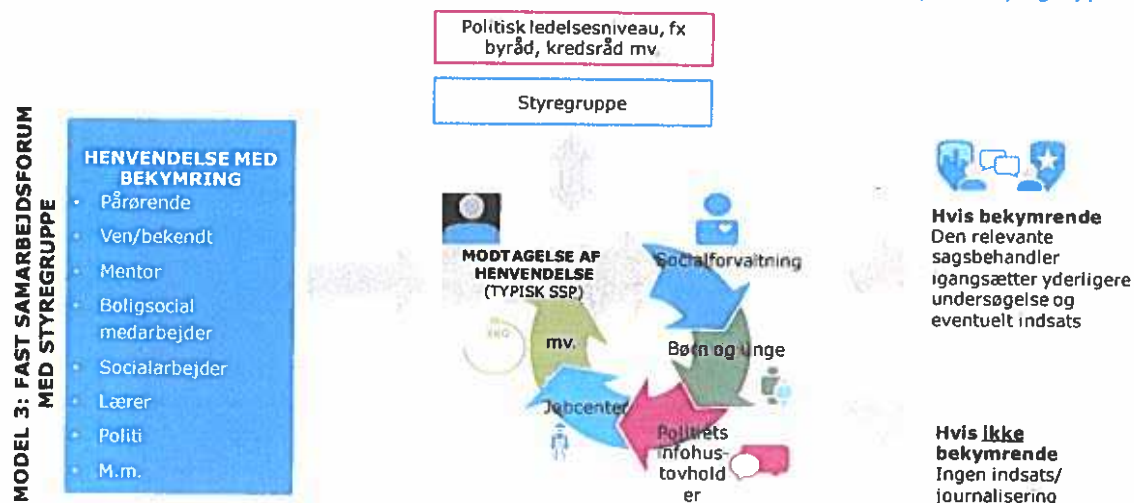 Politisk ledelsesniveau, fx
byråd, kredsråd mv.
Styregruppe
MODEL 3: FAST SAMARBEJDSFORUM
MED STYREGRUPPE
HENVENDELSE MED
BEKYMRING
• Pårørende
• Ven/bekendt
• Mentor
• Boligsocial
medarbejder
• Socialarbejder
• Lærer
• Politi
• M.m.
MODTAGELSE AF
HENVENDELSE
(TYPISK SSP)
Socialforvaltning
Børn og unge
Politiets
infohus-
tovhold
er
Jobcenter
mv.
Hvis bekymrende
Den relevante
sagsbehandler
igangsætter yderligere
undersøgelse og
eventuelt indsats
Hvis ikke
bekymrende
Ingen indsats/
journalisering